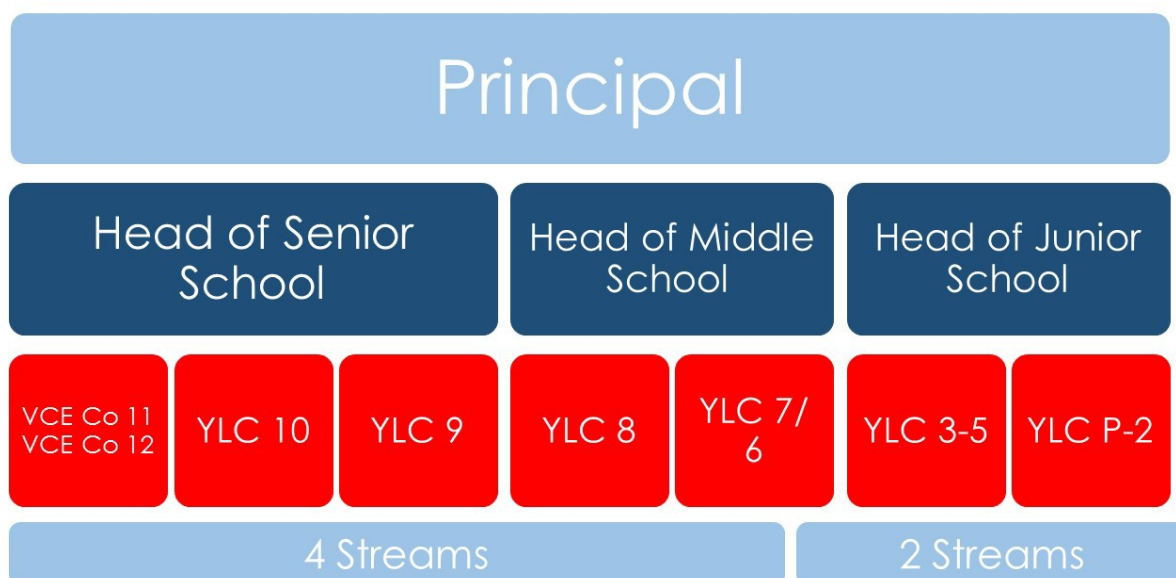 Principal
Head of Senior
School
Head of Middle
School
Head of Junior
School
VCE Co 11
VCE Co 12
YLC 10
YLC 9
YLC 8
YLC 7/
6
YLC 3-5
YLC P-2
4 Streams
2 Streams